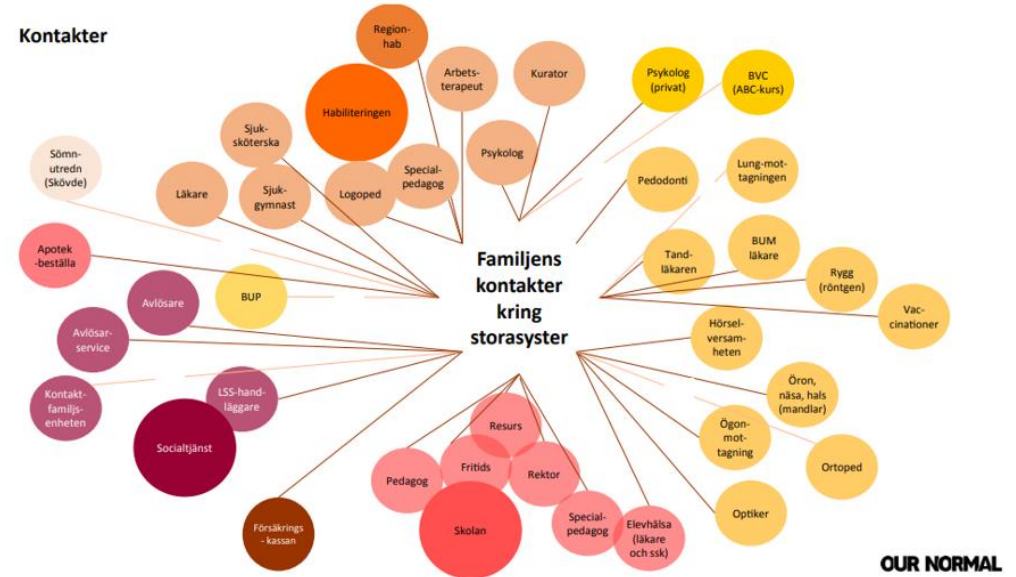 Kontakter
Region-
hab
Arbets-
terapeut
Kurator
Psykolog
(privat)
BVC
(ABC-kurs)
Habiliteringen
Sjuk-
sköterska
Sömn-
utredn
(Skövde)
Psykolog
Special-
pedagog
Pedodonti
Lung-mot-
tagningen
Läkare
Sjuk-
gymnast
Logoped
Apotek
-beställa
Familjens
kontakter
kring
storasyster
Tand-
läkaren
BUM
läkare
Rygg
(röntgen)
Avlösare
BUP
Vac-
cinationer
Avlösar-
service
Hörsel-
versam-
heten
Kontakt-
familjs-
enheten
LSS-hand-
läggare
Öron,
näsa, hals
(mandlar)
Socialtjänst
Resurs
Ögon-
mot-
tagning
Pedagog
Fritids
Rektor
Ortoped
Försäkrings
- kassan
Skolan
Special-
pedagog
Elevhälsa
(läkare
och ssk)
Optiker
OUR NORMAL